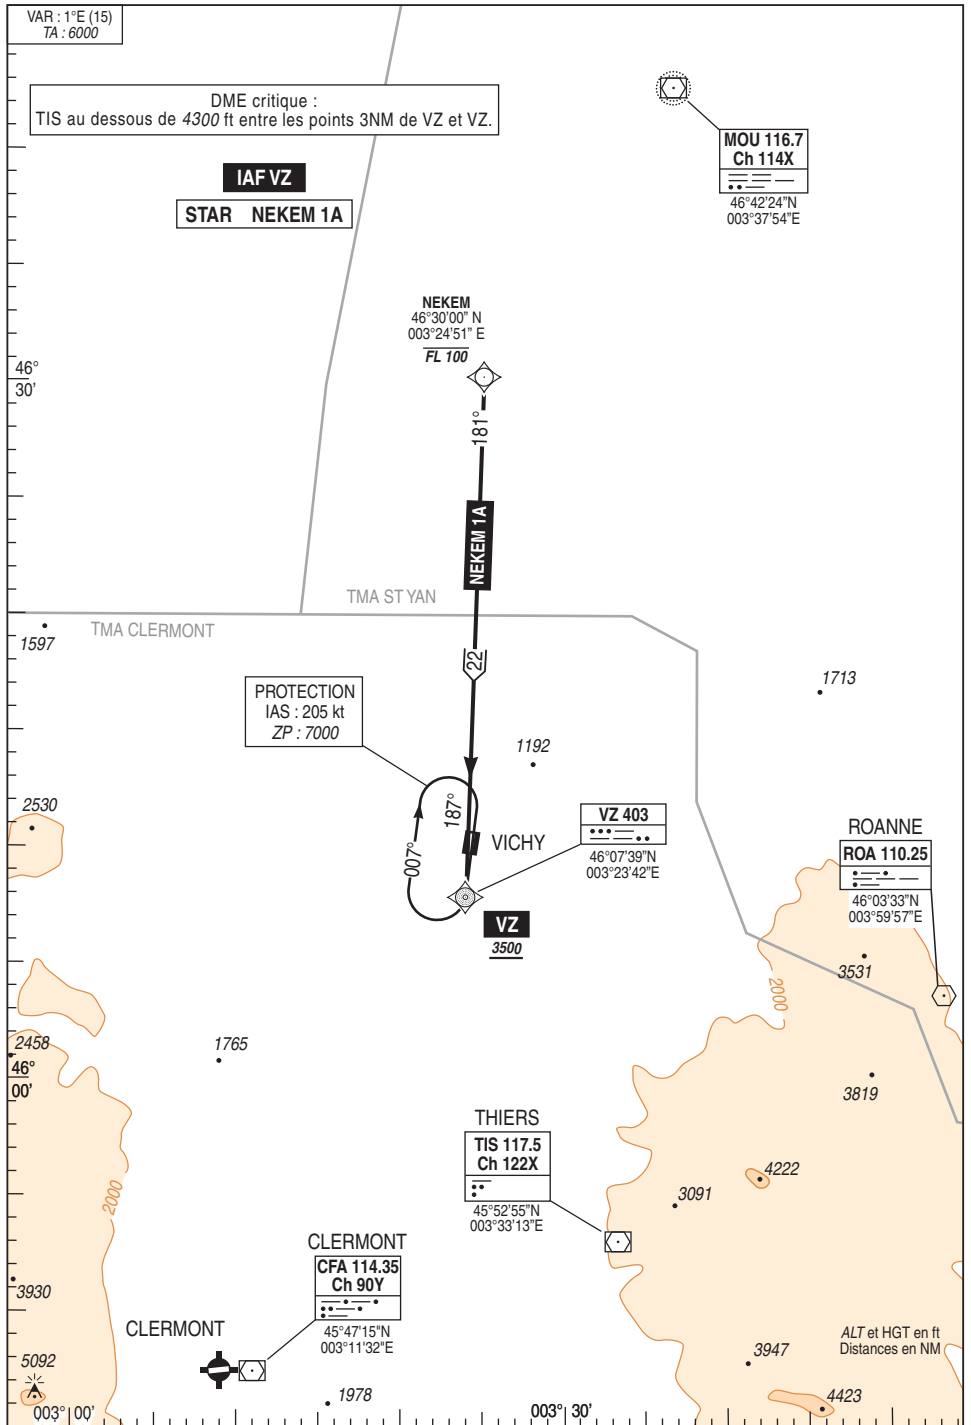 VAR : 1°E (15)
TA : 6000
DME critique :
TIS au dessous de 4300 ft entre les points 3NM de VZ et VZ.
MOU 116.7
Ch 114X
46°42'24"N
003°37'54"E
IAF VZ
STAR NEKEM 1A
NEKEM
46°30'00" N
003°24'51" E
FL 100
46°
30'
181°
NEKEM 1A
TMA ST YAN
TMA CLERMONT
1597
22
1713
PROTECTION
IAS : 205 kt
ZP : 7000
1192
2530
187°
007°
VICHY
VZ 403
46°07'39"N
003°23'42"E
ROANNE
ROA 110.25
46°03'33"N
003°59'57"E
VZ
3500
3531
2000
2458
46°
00'
1765
3819
THIERS
TIS 117.5
Ch 122X
45°52'55"N
003°33'13"E
4222
3091
2000
CLERMONT
CFA 114.35
Ch 90Y
45°47'15"N
003°11'32"E
3930
CLERMONT
ALT et HGT en ft
Distances en NM
5092
3947
1978
4423
003° 00'
003° 30'